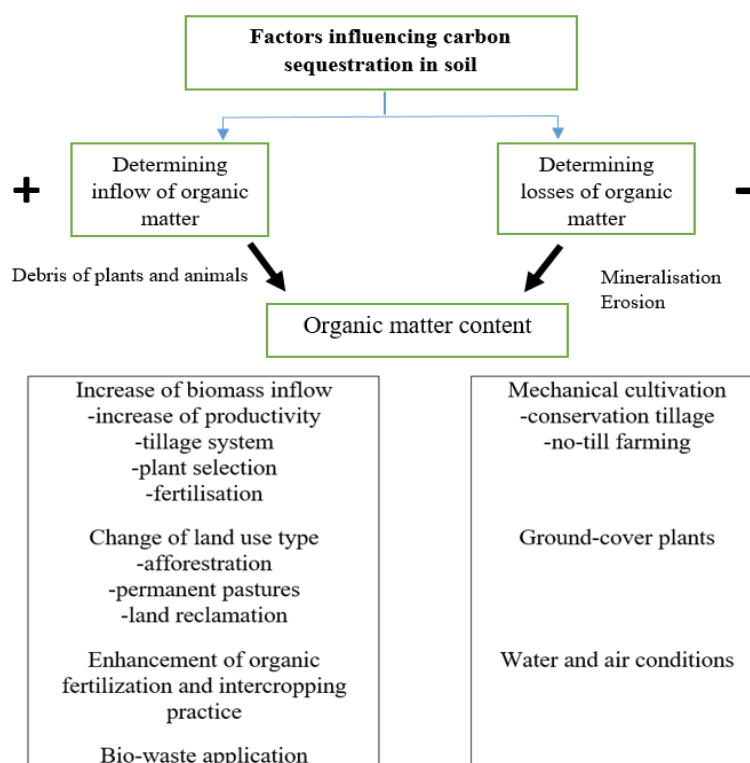 Factors influencing carbon
sequestration in soil
+
Determining
inflow of organic
matter
Determining
losses of organic
matter
-
Debris of plants and animals
Mineralisation
Erosion
Organic matter content
Increase of biomass inflow
-increase of productivity
-tillage system
-plant selection
-fertilisation
Change of land use type
-afforestration
-permanent pastures
-land reclamation
Enhancement of organic
fertilization and intercropping
practice
Bio-waste application
Mechanical cultivation
-conservation tillage
-no-till farming
Ground-cover plants
Water and air conditions